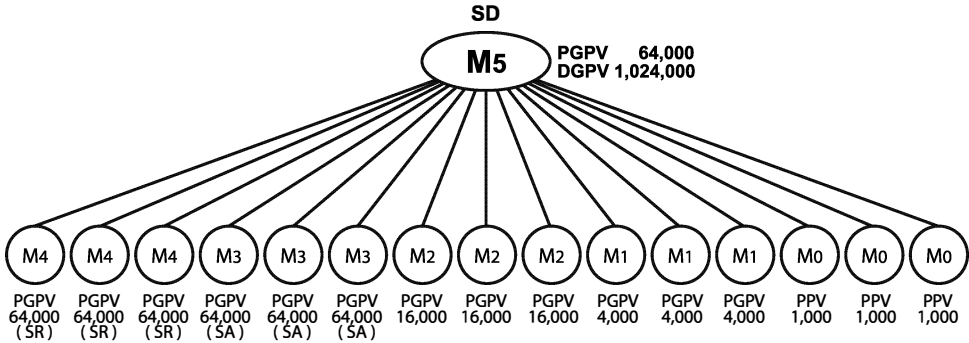 SD
M5
PGPV 64,000
DGPV 1,024,000
M4 M4 M4 M3 M3 M3 M2 M2 M2 M1 M1 M1 M0 M0 M0
PGPV PGPV PGPV PGPV PGPV PGPV PGPV PGPV PGPV PGPV PGPV PGPV PPV PPV PPV
64,000 64,000 64,000 64,000 64,000 64,000 16,000 16,000 16,000 4,000 4,000 4,000 1,000 1,000 1,000
( SR ) ( SR ) ( SR ) ( SA ) ( SA ) ( SA )